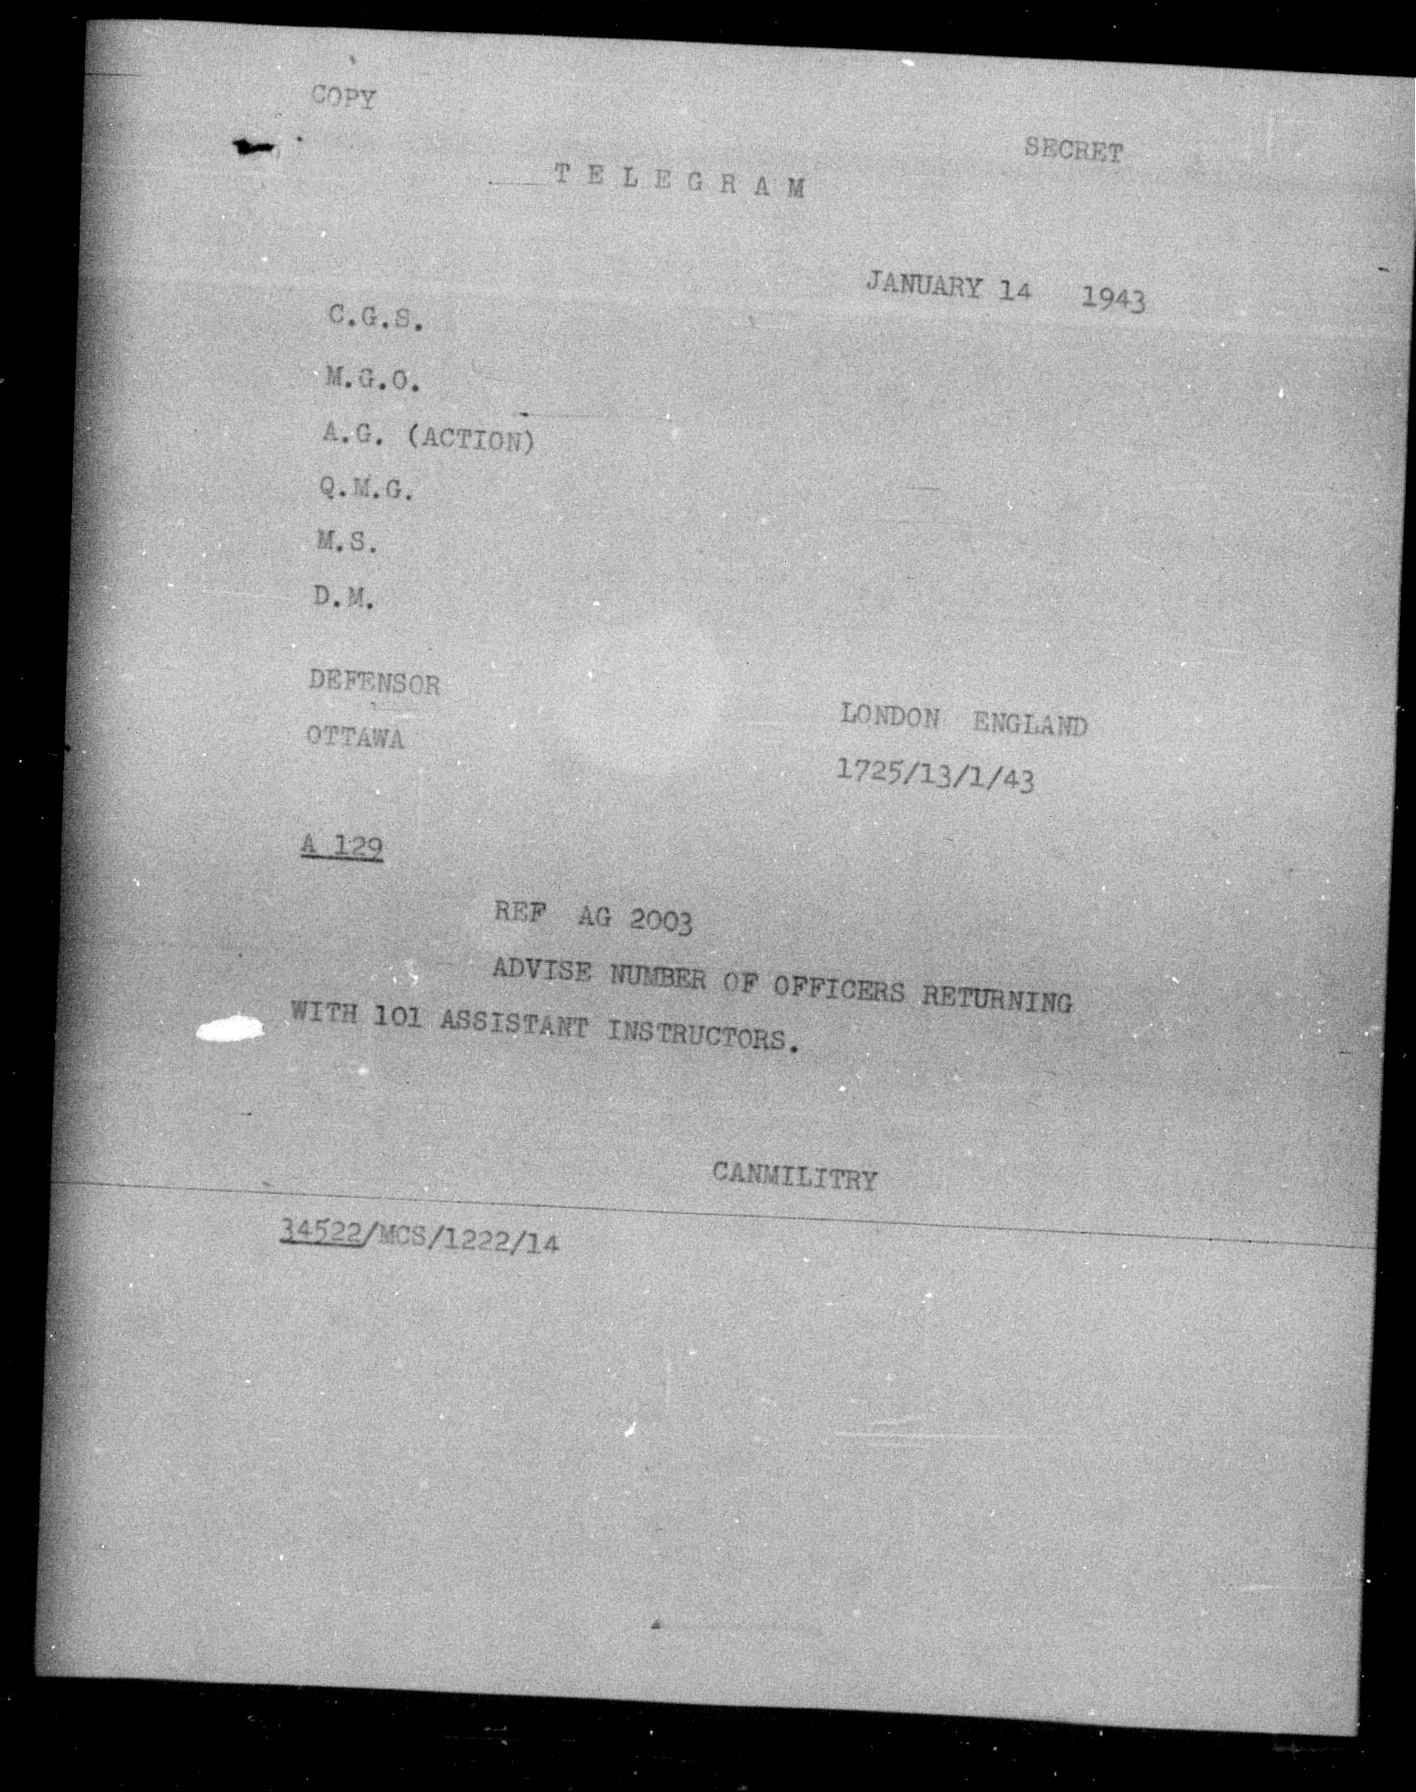 COPY
SECRET
T E L E G R A M
JANUARY 14 1943
C.G.S.
M.G.O.
A.G. (ACTION)
Q.M.G.
M.S.
D.M.
DEFENSOR
OTTAWA
LONDON ENGLAND
1725/13/1/43
A 129
REF AG 2003
ADVISE NUMBER OF OFFICERS RETURNING
WITH 101 ASSISTANT INSTRUCTORS.
CANMILITRY
34522/MCS/1222/14